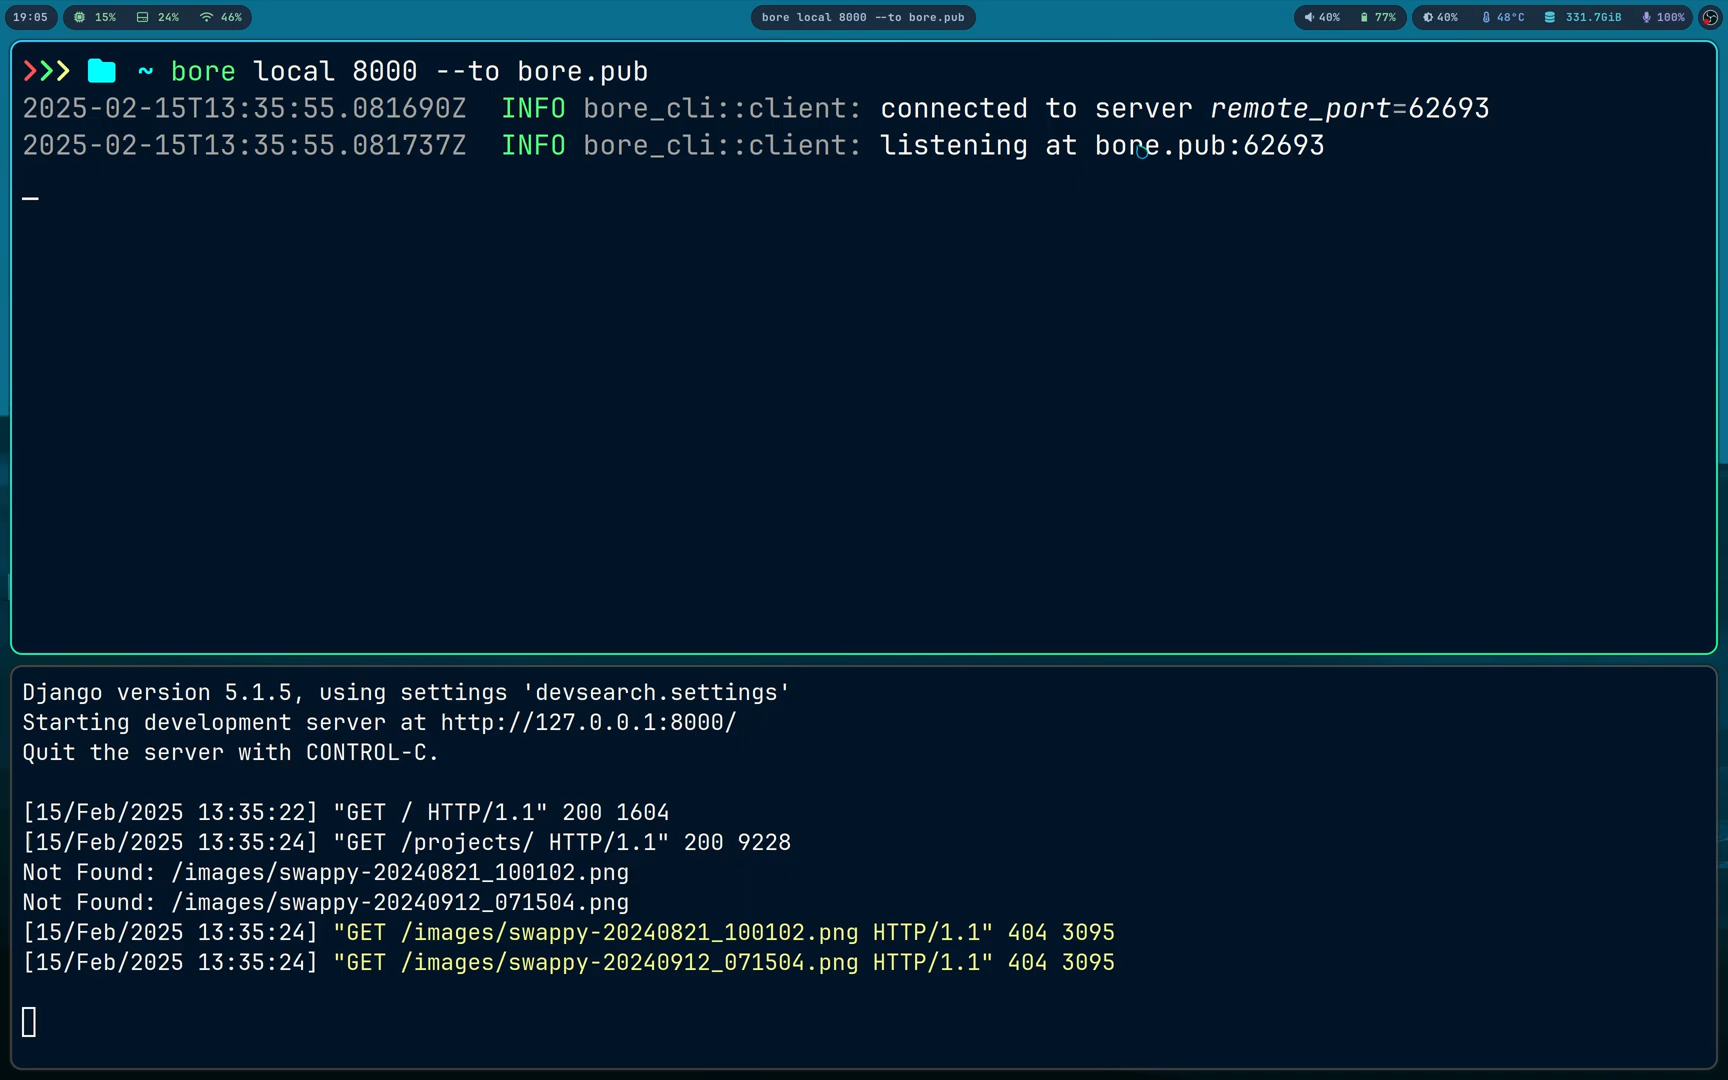 19:05 15% 24% 46% bore local 8000 --to bore.pub 40% 77% 40% 48°C 331.7GiB 100%
~ bore local 8000 --to bore.pub
2025-02-15T13:35:55.081690Z INFO bore_cli::client: connected to server remote_port=62693
2025-02-15T13:35:55.081737Z INFO bore_cli::client: listening at bore.pub:62693
Django version 5.1.5, using settings 'devsearch.settings'
Starting development server at http://127.0.0.1:8000/
Quit the server with CONTROL-C.
[15/Feb/2025 13:35:22] "GET / HTTP/1.1" 200 1604
[15/Feb/2025 13:35:24] "GET /projects/ HTTP/1.1" 200 9228
Not Found: /images/swappy-20240821_100102.png
Not Found: /images/swappy-20240912_071504.png
[15/Feb/2025 13:35:24] "GET /images/swappy-20240821_100102.png HTTP/1.1" 404 3095
[15/Feb/2025 13:35:24] "GET /images/swappy-20240912_071504.png HTTP/1.1" 404 3095